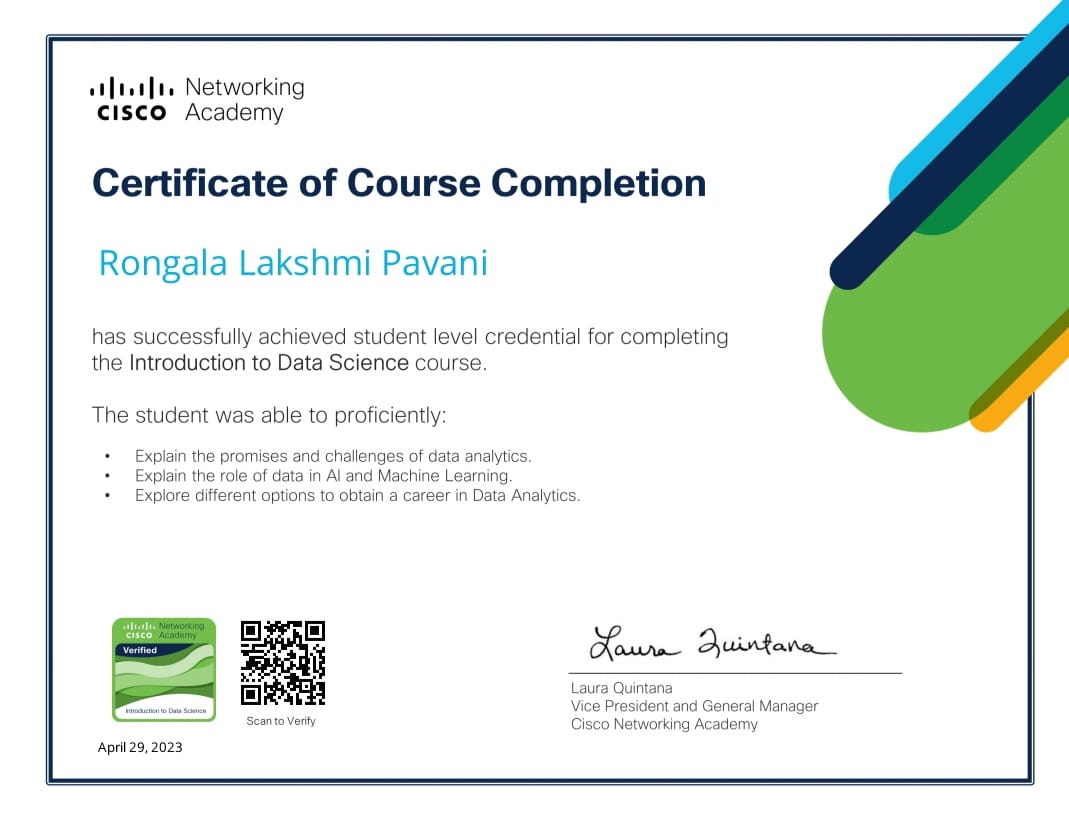 Networking
CISCO Academy
Certificate of Course Completion
Rongala Lakshmi Pavani
has successfully achieved student level credential for completing
the Introduction to Data Science course.
The student was able to proficiently:
• Explain the promises and challenges of data analytics.
• Explain the role of data in AI and Machine Learning.
• Explore different options to obtain a career in Data Analytics.
Networking
CISCO Academy
Verified
Introduction to Data Science
Scan to Verify
April 29, 2023
Laura Quintana
Laura Quintana
Vice President and General Manager
Cisco Networking Academy